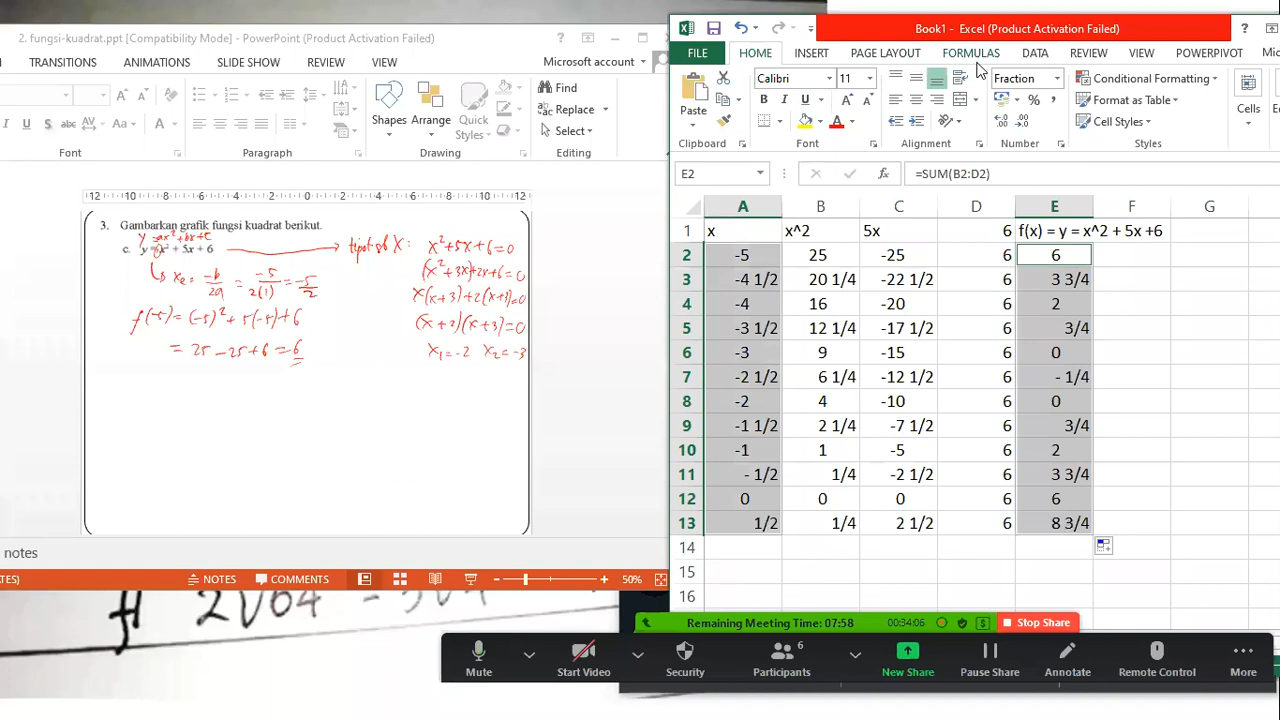 fungsi-kuadrat.ppt [Compatibility Mode] - PowerPoint (Product Activation Failed)
TRANSITIONS ANIMATIONS SLIDE SHOW REVIEW VIEW Microsoft account
Shapes Arrange Quick Styles
Find
Replace
Select
Font Paragraph Drawing Editing
12 10 8 6 4 2 0 2 4 6 8 10 12
3. Gambarkan grafik fungsi kuadrat berikut.
y = ax² + bx + c
c. y = x² + 5x + 6
titpot sb X : x² + 5x + 6 = 0
(x² + 3x) + 2x + 6 = 0
x(x+3) + 2(x+3) = 0
(x+2)(x+3) = 0
x₁ = -2 x₂ = -3
xe = -b/2a = -5/2(1) = -5/2
f(-5) = (-5)² + 5(-5) + 6
= 25 - 25 + 6 = 6
notes
NOTES COMMENTS 50%
Book1 - Excel (Product Activation Failed)
FILE HOME INSERT PAGE LAYOUT FORMULAS DATA REVIEW VIEW POWERPIVOT
Paste Calibri 11 B I U Fraction % Conditional Formatting
Format as Table
Cell Styles
Cells
Clipboard Font Alignment Number Styles
E2 =SUM(B2:D2)
A B C D E F G
1 x x^2 5x 6 f(x) = y = x^2 + 5x +6
2 -5 25 -25 6 6
3 -4 1/2 20 1/4 -22 1/2 6 3 3/4
4 -4 16 -20 6 2
5 -3 1/2 12 1/4 -17 1/2 6 3/4
6 -3 9 -15 6 0
7 -2 1/2 6 1/4 -12 1/2 6 - 1/4
8 -2 4 -10 6 0
9 -1 1/2 2 1/4 -7 1/2 6 3/4
10 -1 1 -5 6 2
11 - 1/2 1/4 -2 1/2 6 3 3/4
12 0 0 0 6 6
13 1/2 1/4 2 1/2 6 8 3/4
14
15
16
Remaining Meeting Time: 07:58 00:34:06 Stop Share
Mute Start Video Security Participants 6 New Share Pause Share Annotate Remote Control More